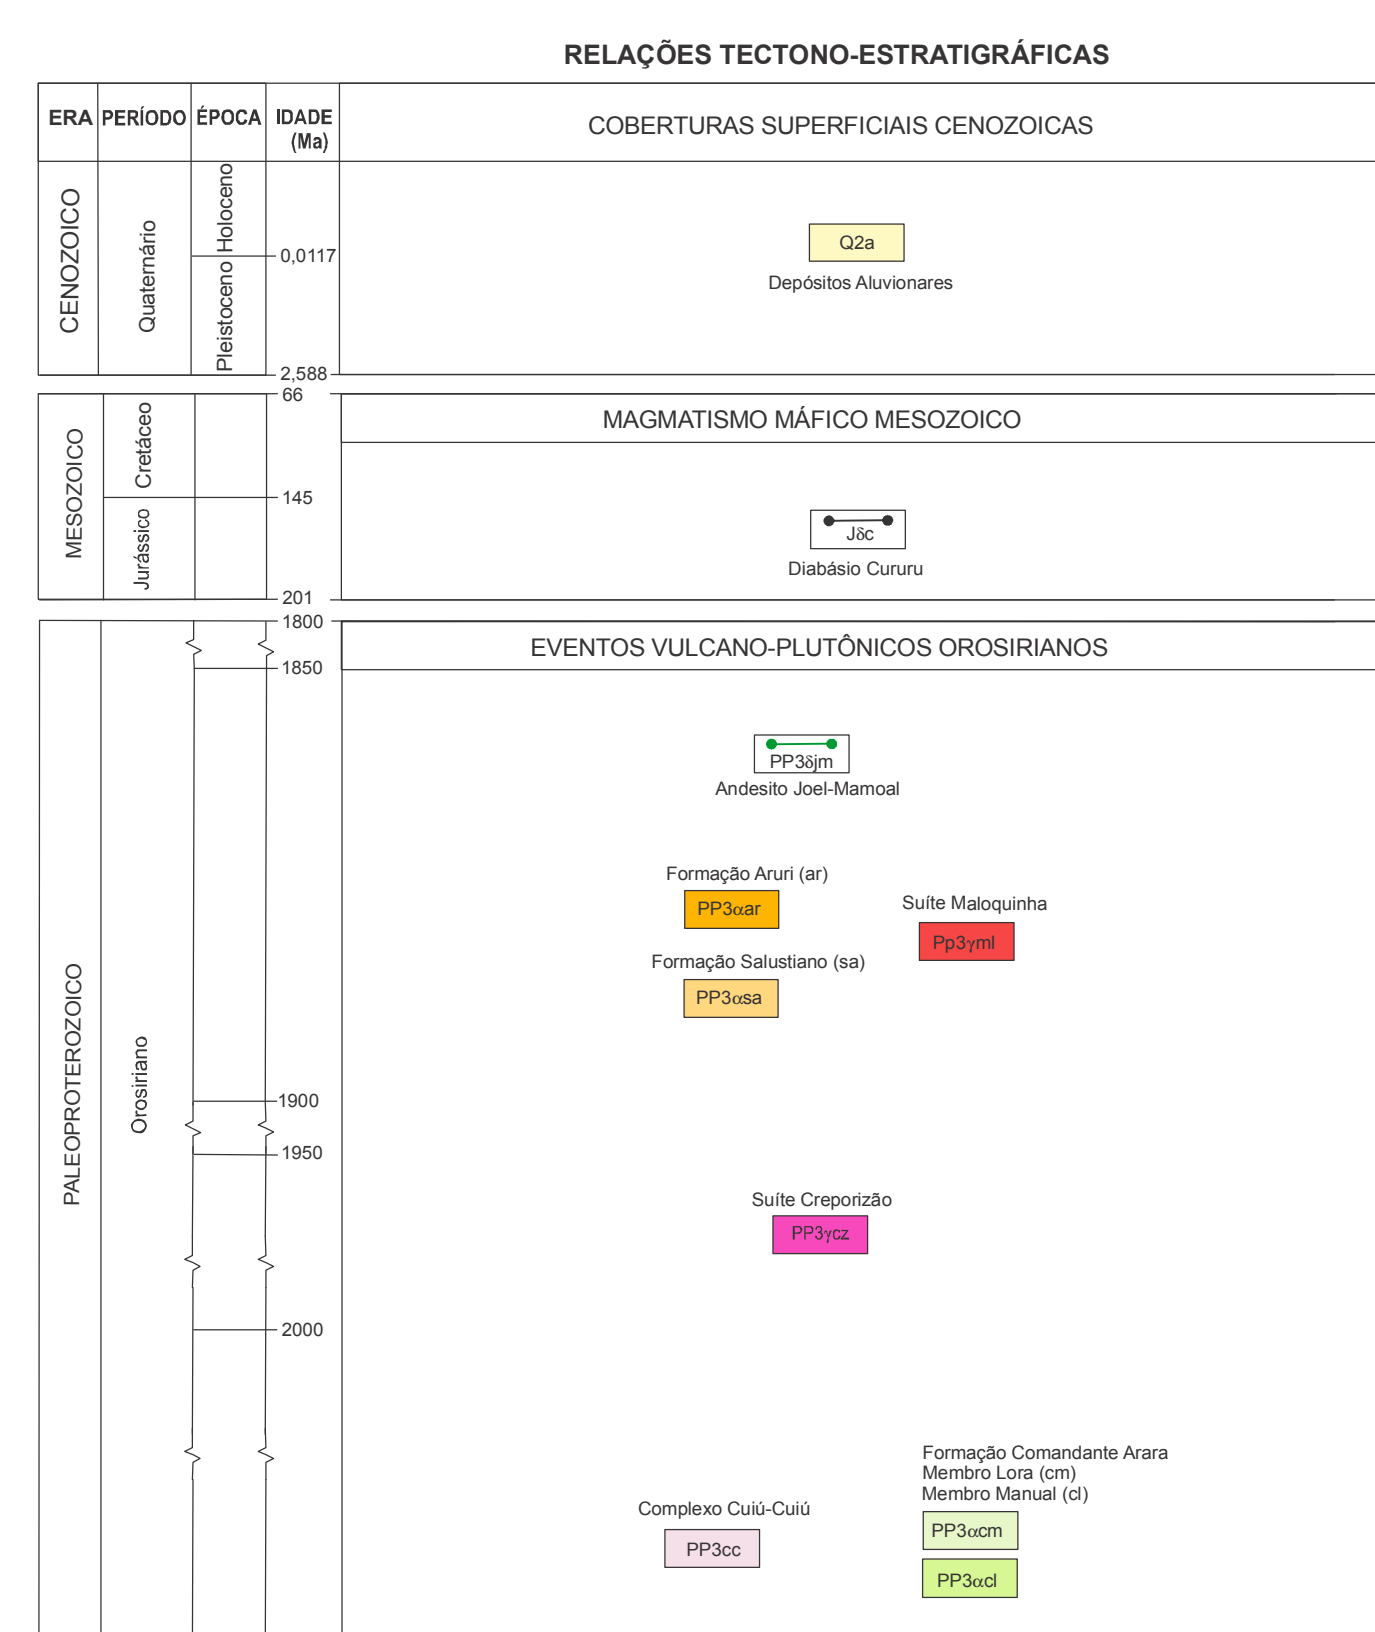 RELAÇÕES TECTONO-ESTRATIGRÁFICAS
ERA PERÍODO ÉPOCA IDADE (Ma)
COBERTURAS SUPERFICIAIS CENOZOICAS
CENOZOICO
Quaternário
Holoceno
Pleistoceno
0,0117
2,588
Q2a
Depósitos Aluvionares
66
MAGMATISMO MÁFICO MESOZOICO
MESOZOICO
Cretáceo
145
Jurássico
Jδc
Diabásio Cururu
201
1800
EVENTOS VULCANO-PLUTÔNICOS OROSIRIANOS
1850
PALEOPROTEROZOICO
Orosiriano
PP3δjm
Andesito Joel-Mamoal
Formação Aruri (ar)
PP3αar
Suíte Maloquinha
Pp3γml
Formação Salustiano (sa)
PP3αsa
1900
1950
Suíte Creporizão
PP3γcz
2000
Formação Comandante Arara
Membro Lora (cm)
Membro Manual (cl)
PP3αcm
PP3αcl
Complexo Cuiú-Cuiú
PP3cc